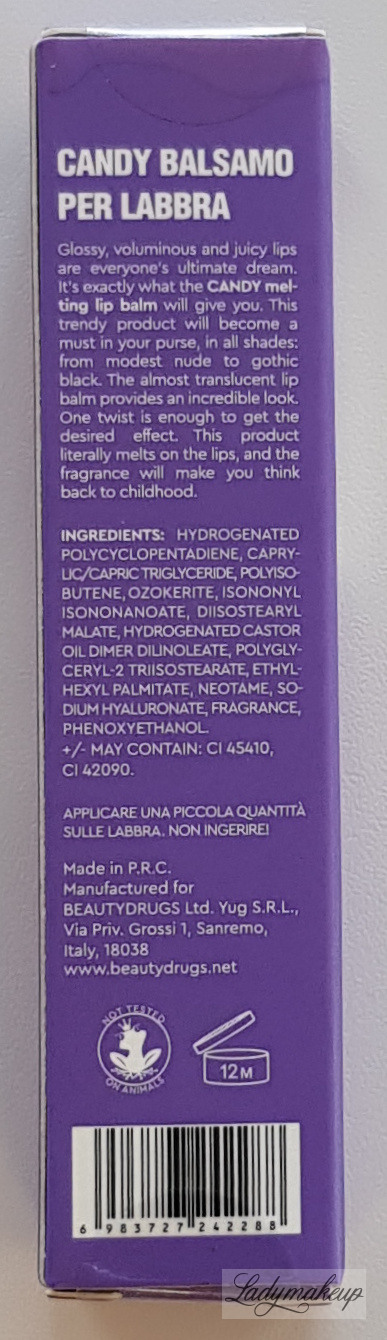 CANDY BALSAMO
PER LABBRA
Glossy, voluminous and juicy lips
are everyone's ultimate dream.
It's exactly what the CANDY mel-
ting lip balm will give you. This
trendy product will become a
must in your purse, in all shades:
from modest nude to gothic
black. The almost translucent lip
balm provides an incredible look.
One twist is enough to get the
desired effect. This product
literally melts on the lips, and the
fragrance will make you think
back to childhood.
INGREDIENTS: HYDROGENATED
POLYCYCLOPENTADIENE, CAPRY-
LIC/CAPRIC TRIGLYCERIDE, POLYISO-
BUTENE, OZOKERITE, ISONONYL
ISONONANOATE, DIISOSTEARYL
MALATE, HYDROGENATED CASTOR
OIL DIMER DILINOLEATE, POLYGLY-
CERYL-2 TRIISOSTEARATE, ETHYL-
HEXYL PALMITATE, NEOTAME, SO-
DIUM HYALURONATE, FRAGRANCE,
PHENOXYETHANOL.
+/- MAY CONTAIN: CI 45410,
CI 42090.
APPLICARE UNA PICCOLA QUANTITÀ
SULLE LABBRA. NON INGERIRE!
Made in P.R.C.
Manufactured for
BEAUTYDRUGS Ltd. Yug S.R.L.,
Via Priv. Grossi 1, Sanremo,
Italy, 18038
www.beautydrugs.net
NOT TESTED
ON ANIMALS
12M
6 983727 242288
Ladymakeup